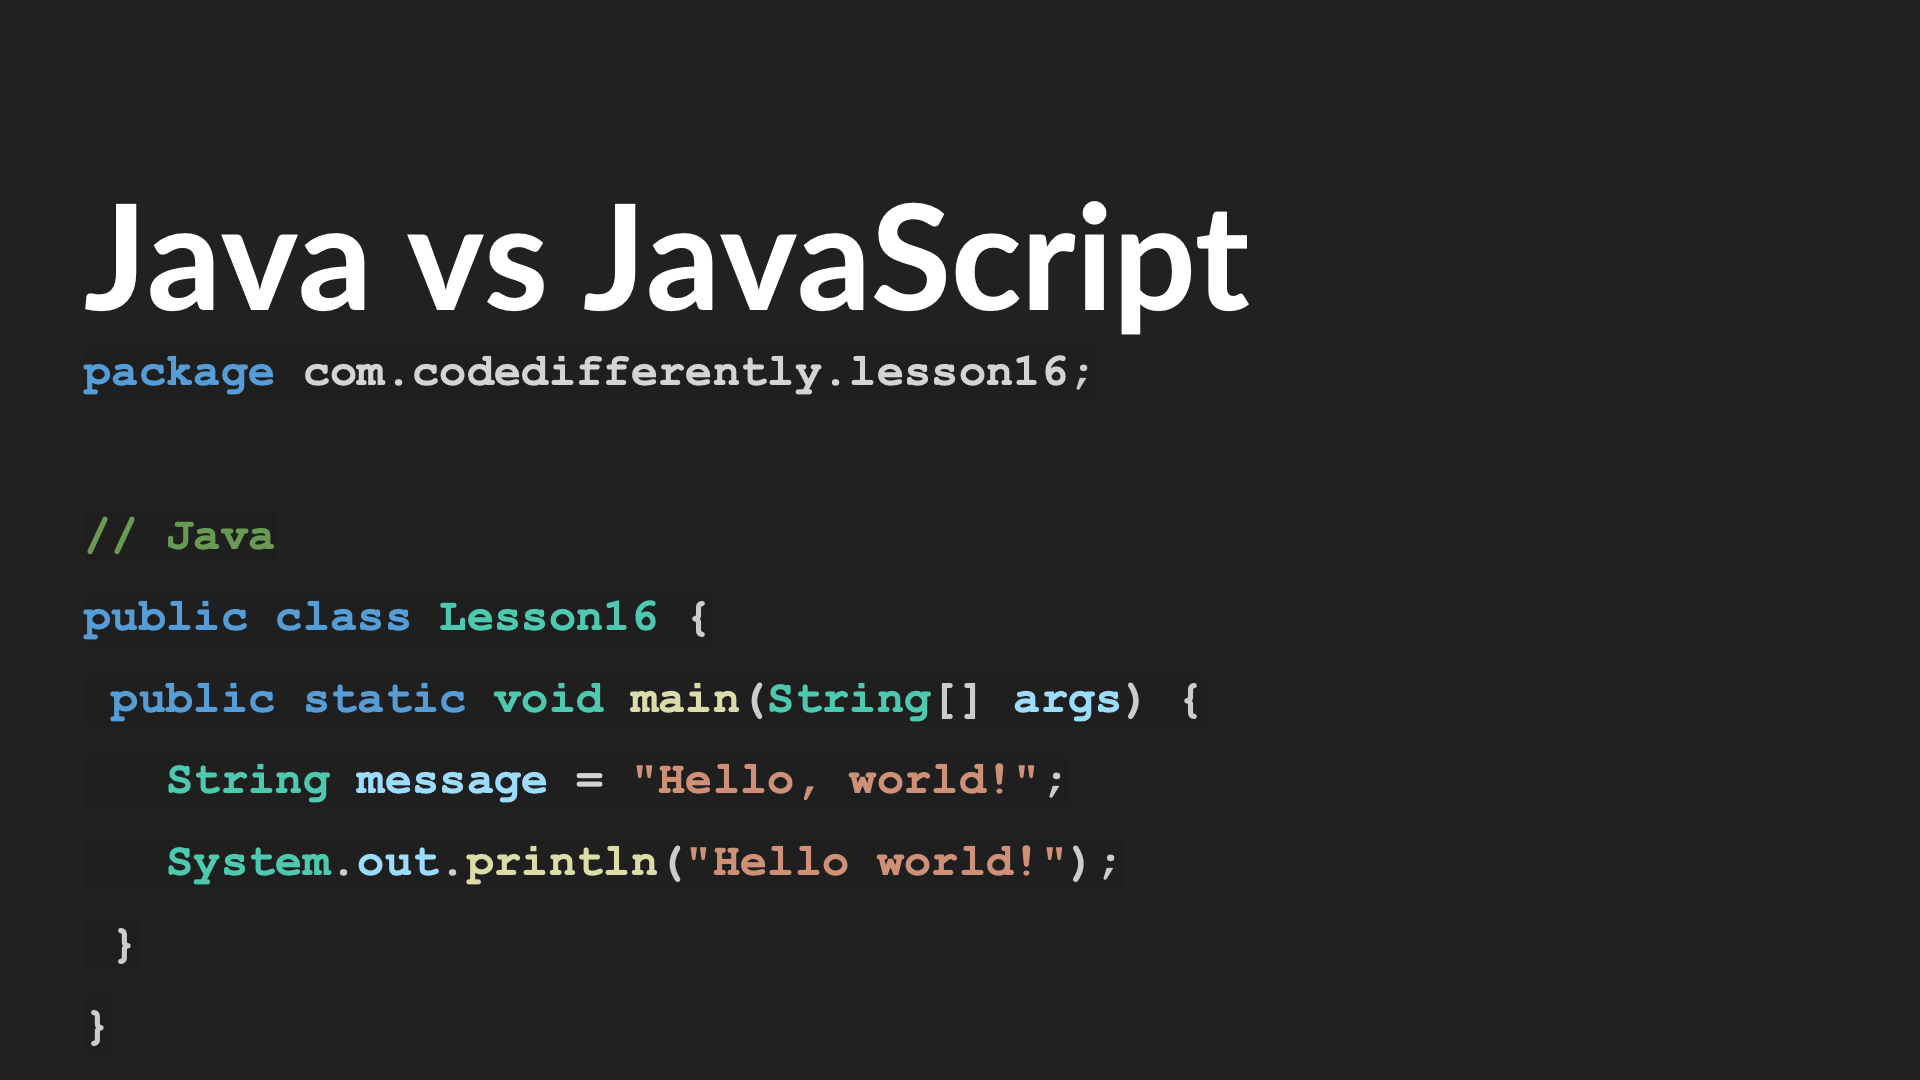 Java vs JavaScript
package com.codedifferently.lesson16;
// Java
public class Lesson16 {
 public static void main(String[] args) {
   String message = "Hello, world!";
   System.out.println("Hello world!");
 }
}